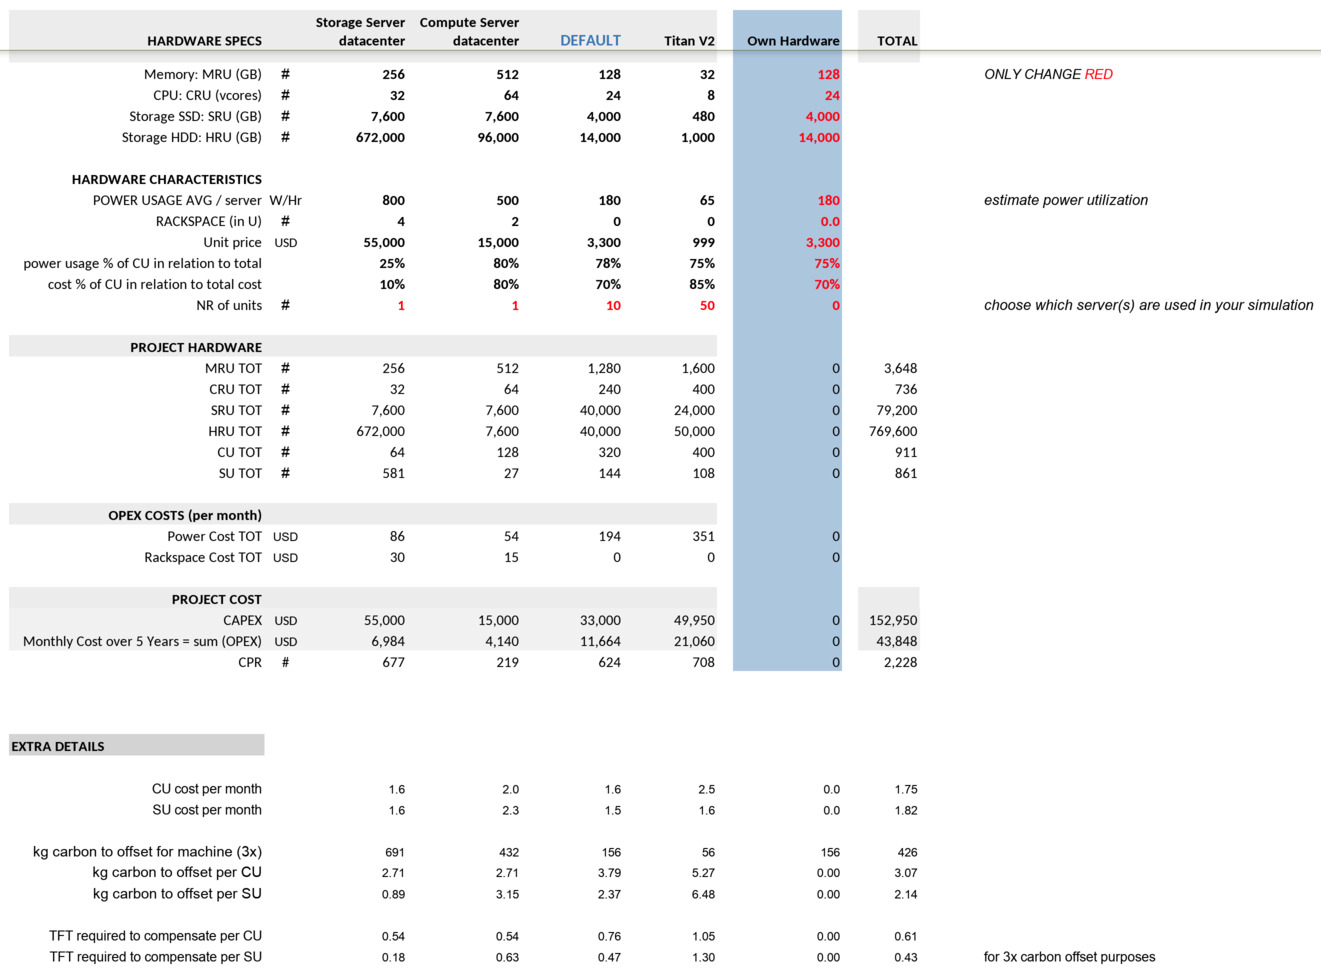 Storage Server Compute Server
HARDWARE SPECS datacenter datacenter DEFAULT Titan V2 Own Hardware TOTAL
Memory: MRU (GB) # 256 512 128 32 128 ONLY CHANGE RED
CPU: CRU (vcores) # 32 64 24 8 24
Storage SSD: SRU (GB) # 7,600 7,600 4,000 480 4,000
Storage HDD: HRU (GB) # 672,000 96,000 14,000 1,000 14,000
HARDWARE CHARACTERISTICS
POWER USAGE AVG / server W/Hr 800 500 180 65 180 estimate power utilization
RACKSPACE (in U) # 4 2 0 0 0.0
Unit price USD 55,000 15,000 3,300 999 3,300
power usage % of CU in relation to total 25% 80% 78% 75% 75%
cost % of CU in relation to total cost 10% 80% 70% 85% 70%
NR of units # 1 1 10 50 0 choose which server(s) are used in your simulation
PROJECT HARDWARE
MRU TOT # 256 512 1,280 1,600 0 3,648
CRU TOT # 32 64 240 400 0 736
SRU TOT # 7,600 7,600 40,000 24,000 0 79,200
HRU TOT # 672,000 7,600 40,000 50,000 0 769,600
CU TOT # 64 128 320 400 0 911
SU TOT # 581 27 144 108 0 861
OPEX COSTS (per month)
Power Cost TOT USD 86 54 194 351 0
Rackspace Cost TOT USD 30 15 0 0 0
PROJECT COST
CAPEX USD 55,000 15,000 33,000 49,950 0 152,950
Monthly Cost over 5 Years = sum (OPEX) USD 6,984 4,140 11,664 21,060 0 43,848
CPR # 677 219 624 708 0 2,228
EXTRA DETAILS
CU cost per month 1.6 2.0 1.6 2.5 0.0 1.75
SU cost per month 1.6 2.3 1.5 1.6 0.0 1.82
kg carbon to offset for machine (3x) 691 432 156 56 156 426
kg carbon to offset per CU 2.71 2.71 3.79 5.27 0.00 3.07
kg carbon to offset per SU 0.89 3.15 2.37 6.48 0.00 2.14
TFT required to compensate per CU 0.54 0.54 0.76 1.05 0.00 0.61
TFT required to compensate per SU 0.18 0.63 0.47 1.30 0.00 0.43 for 3x carbon offset purposes